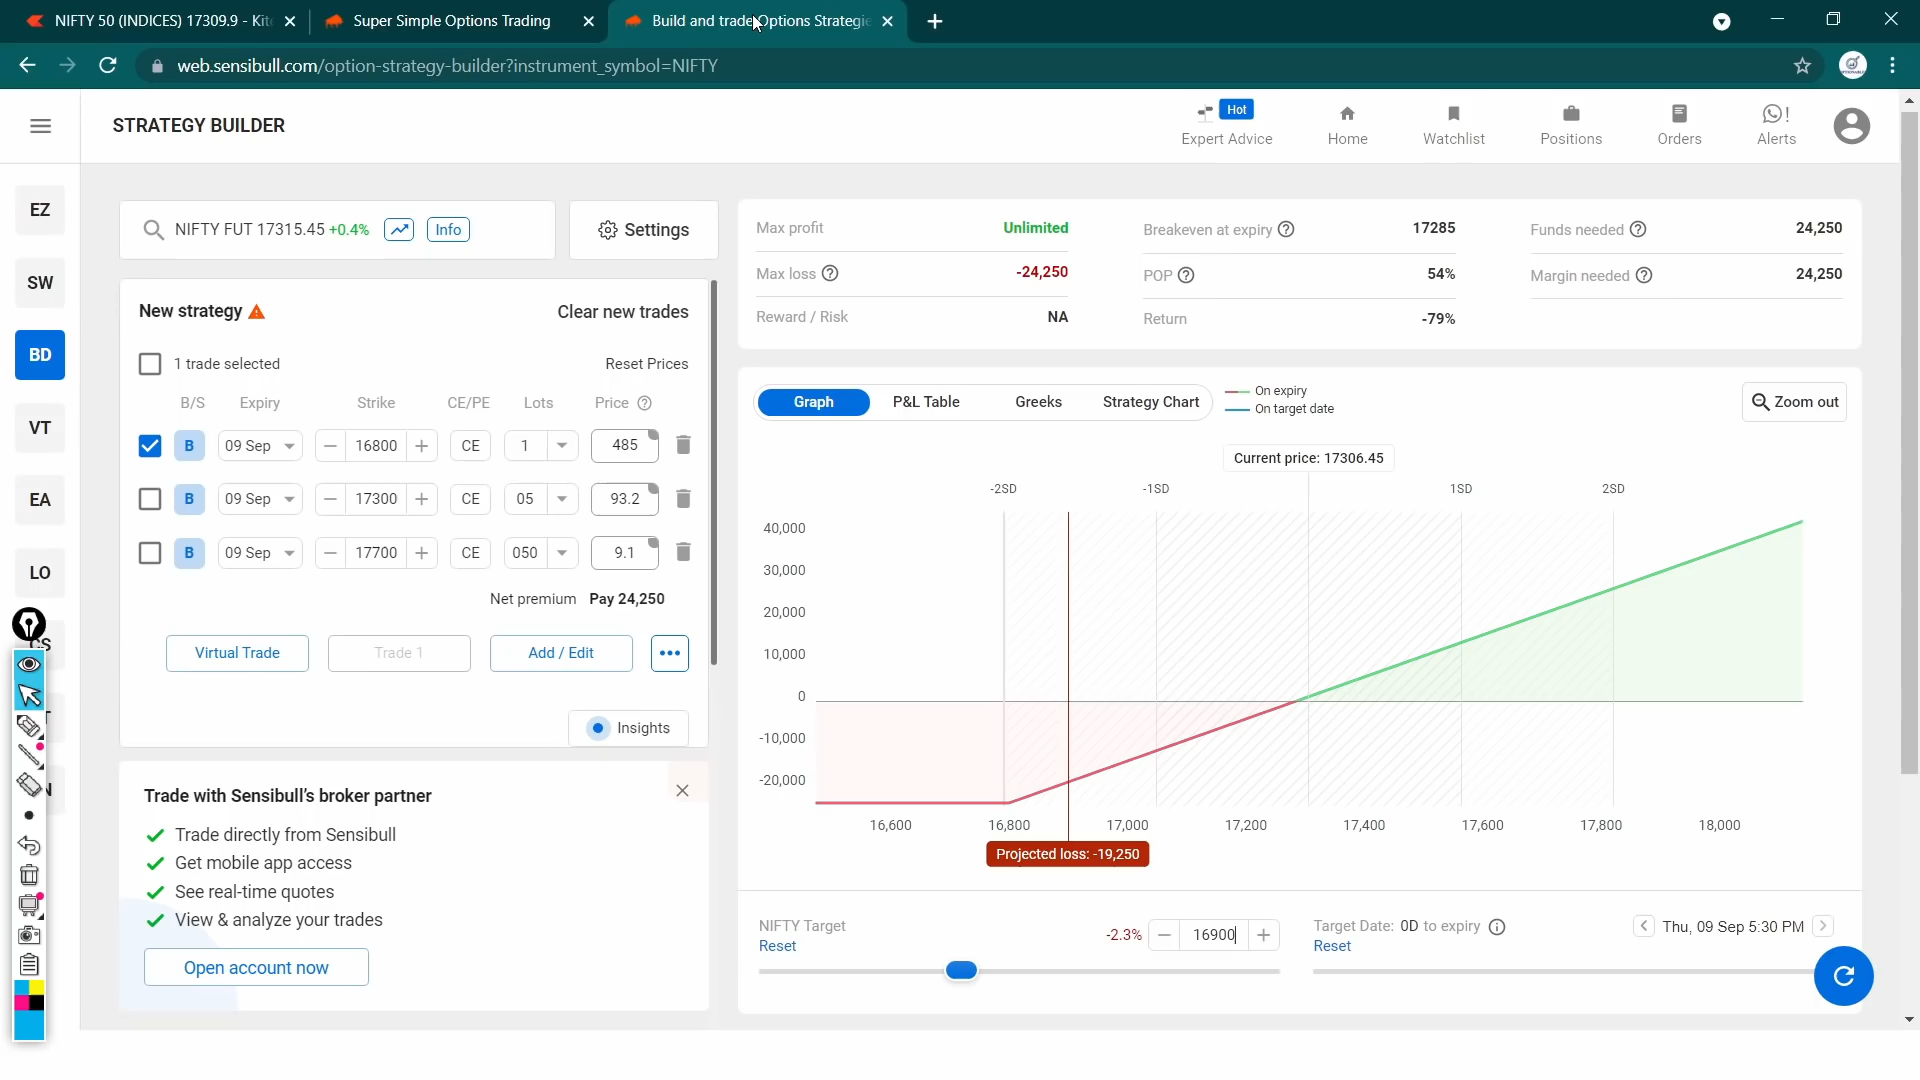 NIFTY 50 (INDICES) 17309.9 - Kit
Super Simple Options Trading
Build and trade Options Strategie
web.sensibull.com/option-strategy-builder?instrument_symbol=NIFTY
STRATEGY BUILDER
Hot
Expert Advice
Home
Watchlist
Positions
Orders
Alerts
EZ
SW
BD
VT
EA
LO
CS
NIFTY FUT 17315.45 +0.4%
Info
Settings
New strategy
Clear new trades
1 trade selected
Reset Prices
B/S Expiry Strike CE/PE Lots Price
B 09 Sep 16800 CE 1 485
B 09 Sep 17300 CE 05 93.2
B 09 Sep 17700 CE 050 9.1
Net premium Pay 24,250
Virtual Trade
Trade 1
Add / Edit
Insights
Trade with Sensibull's broker partner
Trade directly from Sensibull
Get mobile app access
See real-time quotes
View & analyze your trades
Open account now
Max profit Unlimited
Max loss -24,250
Reward / Risk NA
Breakeven at expiry 17285
POP 54%
Return -79%
Funds needed 24,250
Margin needed 24,250
Graph
P&L Table
Greeks
Strategy Chart
On expiry
On target date
Zoom out
Current price: 17306.45
-2SD -1SD 1SD 2SD
40,000
30,000
20,000
10,000
0
-10,000
-20,000
16,600 16,800 17,000 17,200 17,400 17,600 17,800 18,000
Projected loss: -19,250
NIFTY Target
Reset
-2.3%
16900
Target Date: 0D to expiry
Reset
Thu, 09 Sep 5:30 PM